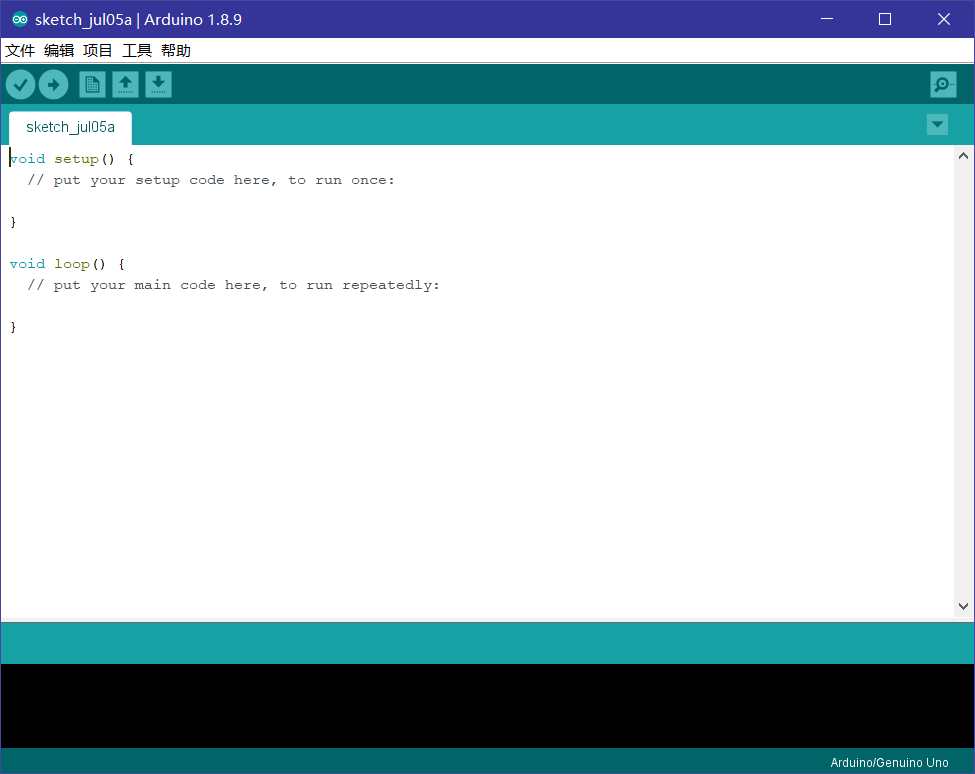 sketch_jul05a | Arduino 1.8.9
文件 编辑 项目 工具 帮助
sketch_jul05a
void setup() {
  // put your setup code here, to run once:
}
void loop() {
  // put your main code here, to run repeatedly:
}
Arduino/Genuino Uno